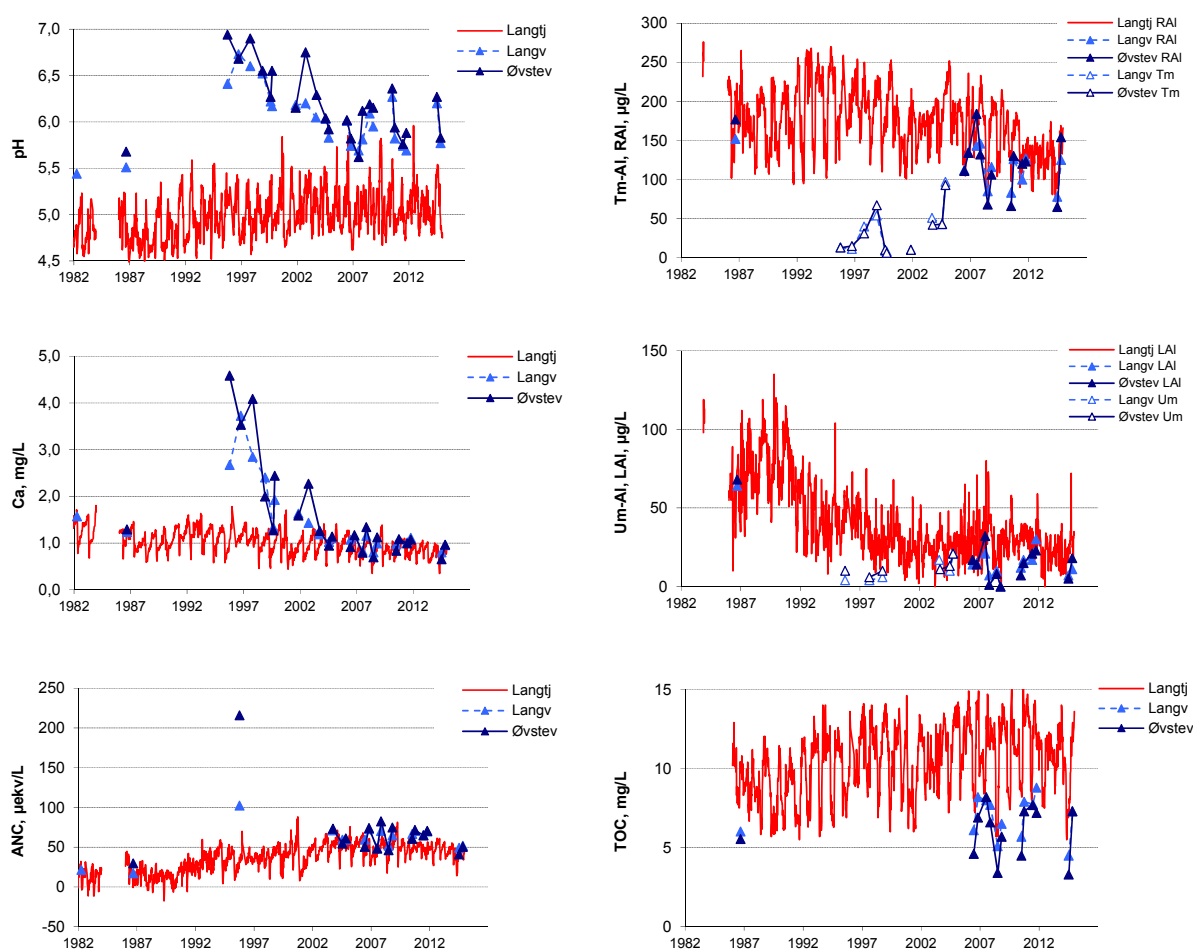 pH
7,0
6,5
6,0
5,5
5,0
4,5
1982 1987 1992 1997 2002 2007 2012
Langtj
Langv
Øvstev
Tm-Al, RAl, µg/L
300
250
200
150
100
50
0
1982 1987 1992 1997 2002 2007 2012
Langtj RAl
Langv RAl
Øvstev RAl
Langv Tm
Øvstev Tm
Ca, mg/L
5,0
4,0
3,0
2,0
1,0
0,0
1982 1987 1992 1997 2002 2007 2012
Langtj
Langv
Øvstev
Um-Al, LAl, µg/L
150
100
50
0
1982 1987 1992 1997 2002 2007 2012
Langtj LAl
Langv LAl
Øvstev LAl
Langv Um
Øvstev Um
ANC, µekv/L
250
200
150
100
50
0
-50
1982 1987 1992 1997 2002 2007 2012
Langtj
Langv
Øvstev
TOC, mg/L
15
10
5
0
1982 1987 1992 1997 2002 2007 2012
Langtj
Langv
Øvstev